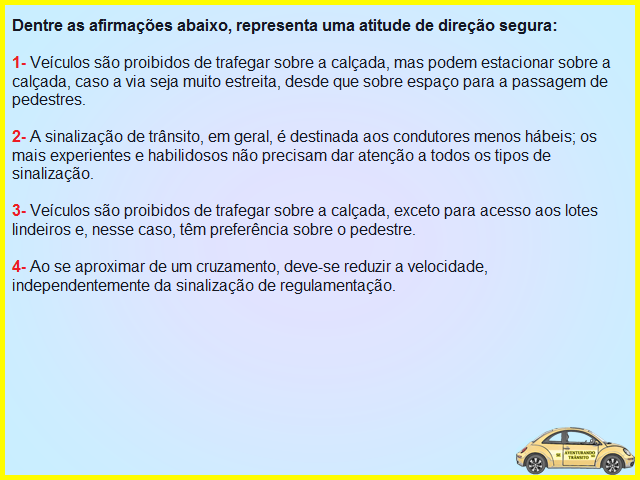 Dentre as afirmações abaixo, representa uma atitude de direção segura:
1- Veículos são proibidos de trafegar sobre a calçada, mas podem estacionar sobre a
calçada, caso a via seja muito estreita, desde que sobre espaço para a passagem de
pedestres.
2- A sinalização de trânsito, em geral, é destinada aos condutores menos hábeis; os
mais experientes e habilidosos não precisam dar atenção a todos os tipos de
sinalização.
3- Veículos são proibidos de trafegar sobre a calçada, exceto para acesso aos lotes
lindeiros e, nesse caso, têm preferência sobre o pedestre.
4- Ao se aproximar de um cruzamento, deve-se reduzir a velocidade,
independentemente da sinalização de regulamentação.
AVENTURANDO
TRÂNSITO